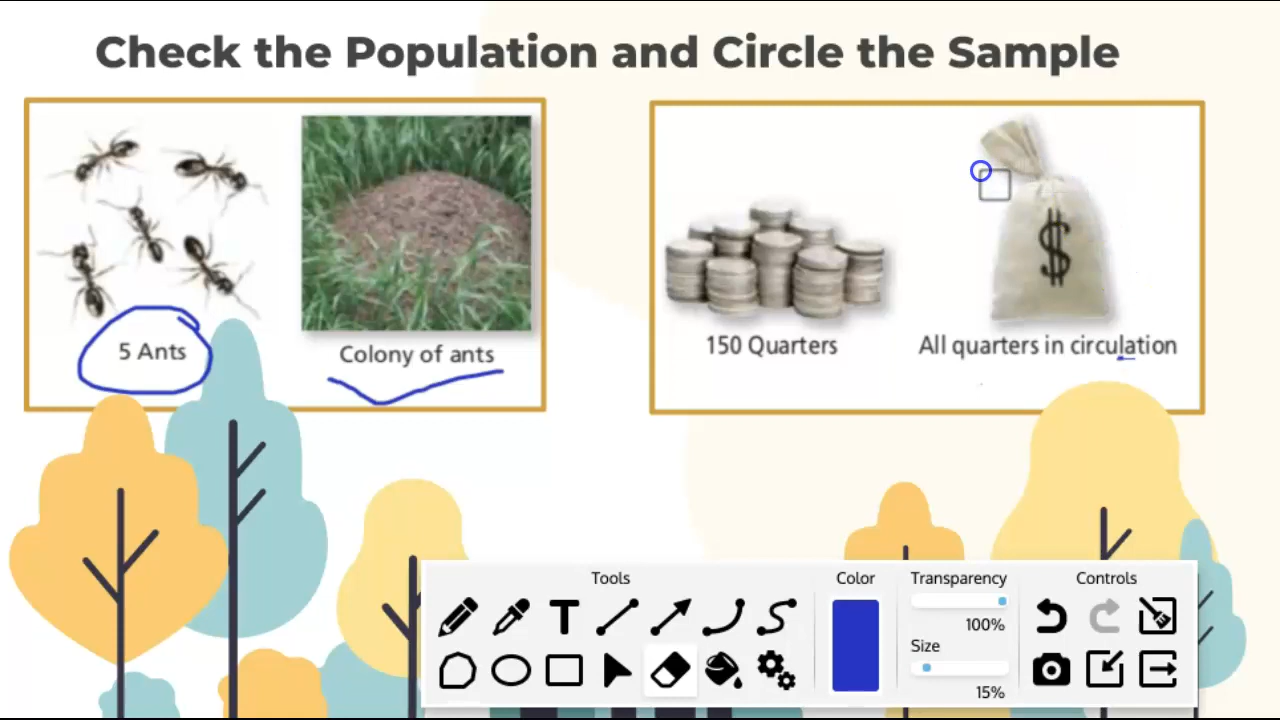 Check the Population and Circle the Sample
5 Ants
Colony of ants
$
150 Quarters
All quarters in circulation
Tools
Color
Transparency
Controls
T
100%
Size
15%